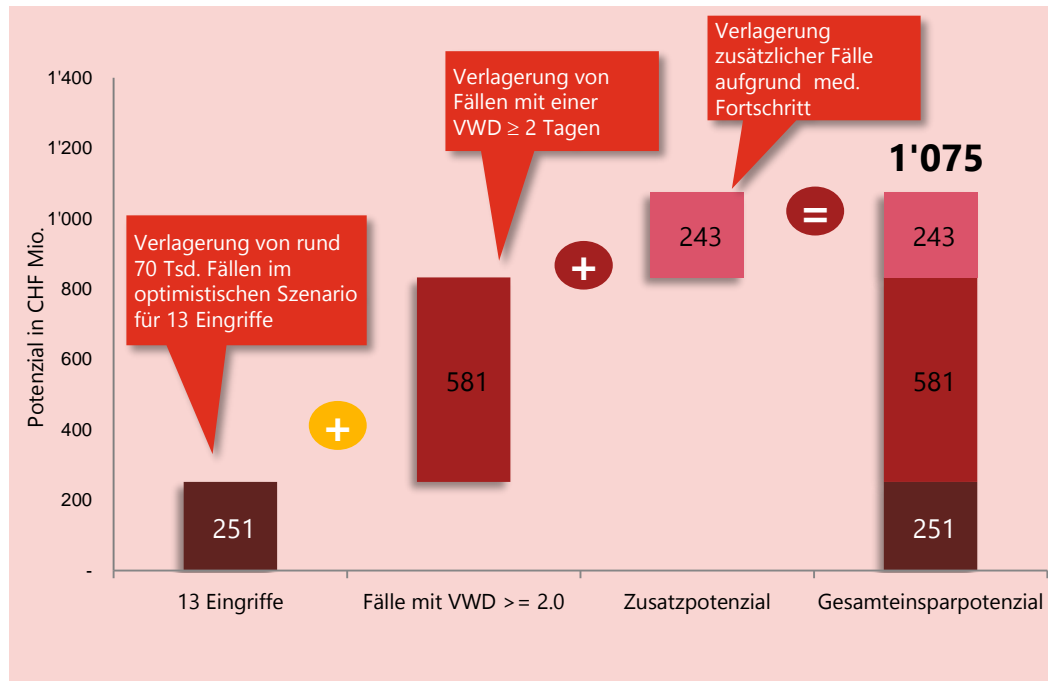 Potenzial in CHF Mio.
1'400
1'200
1'000
800
600
400
200
-
Verlagerung von rund
70 Tsd. Fällen im
optimistischen Szenario
für 13 Eingriffe
Verlagerung von
Fällen mit einer
VWD ≥ 2 Tagen
Verlagerung
zusätzlicher Fälle
aufgrund med.
Fortschritt
1'075
251
+
581
+
243
=
243
581
251
13 Eingriffe
Fälle mit VWD >= 2.0
Zusatzpotenzial
Gesamteinsparpotenzial